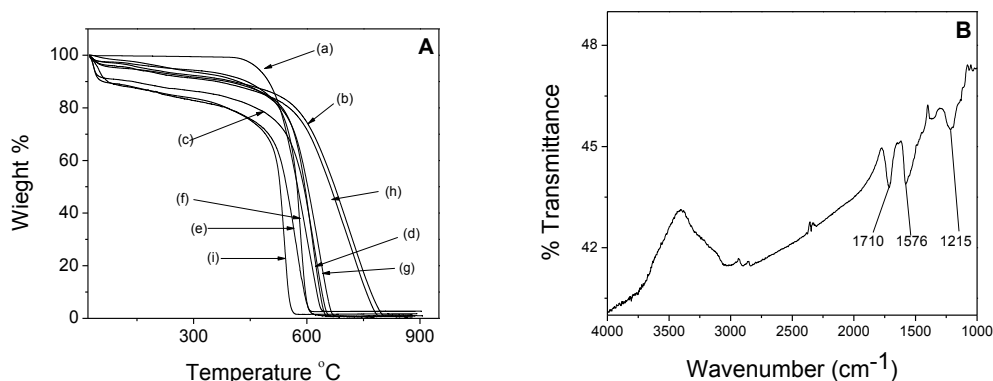 A
100
80
60
40
20
0
Wieght %
(a)
(b)
(c)
(h)
(f)
(e)
(d)
(i)
(g)
300
600
900
Temperature °C
B
48
45
42
% Transmittance
1710 1576 1215
4000 3500 3000 2500 2000 1500 1000
Wavenumber (cm-1)